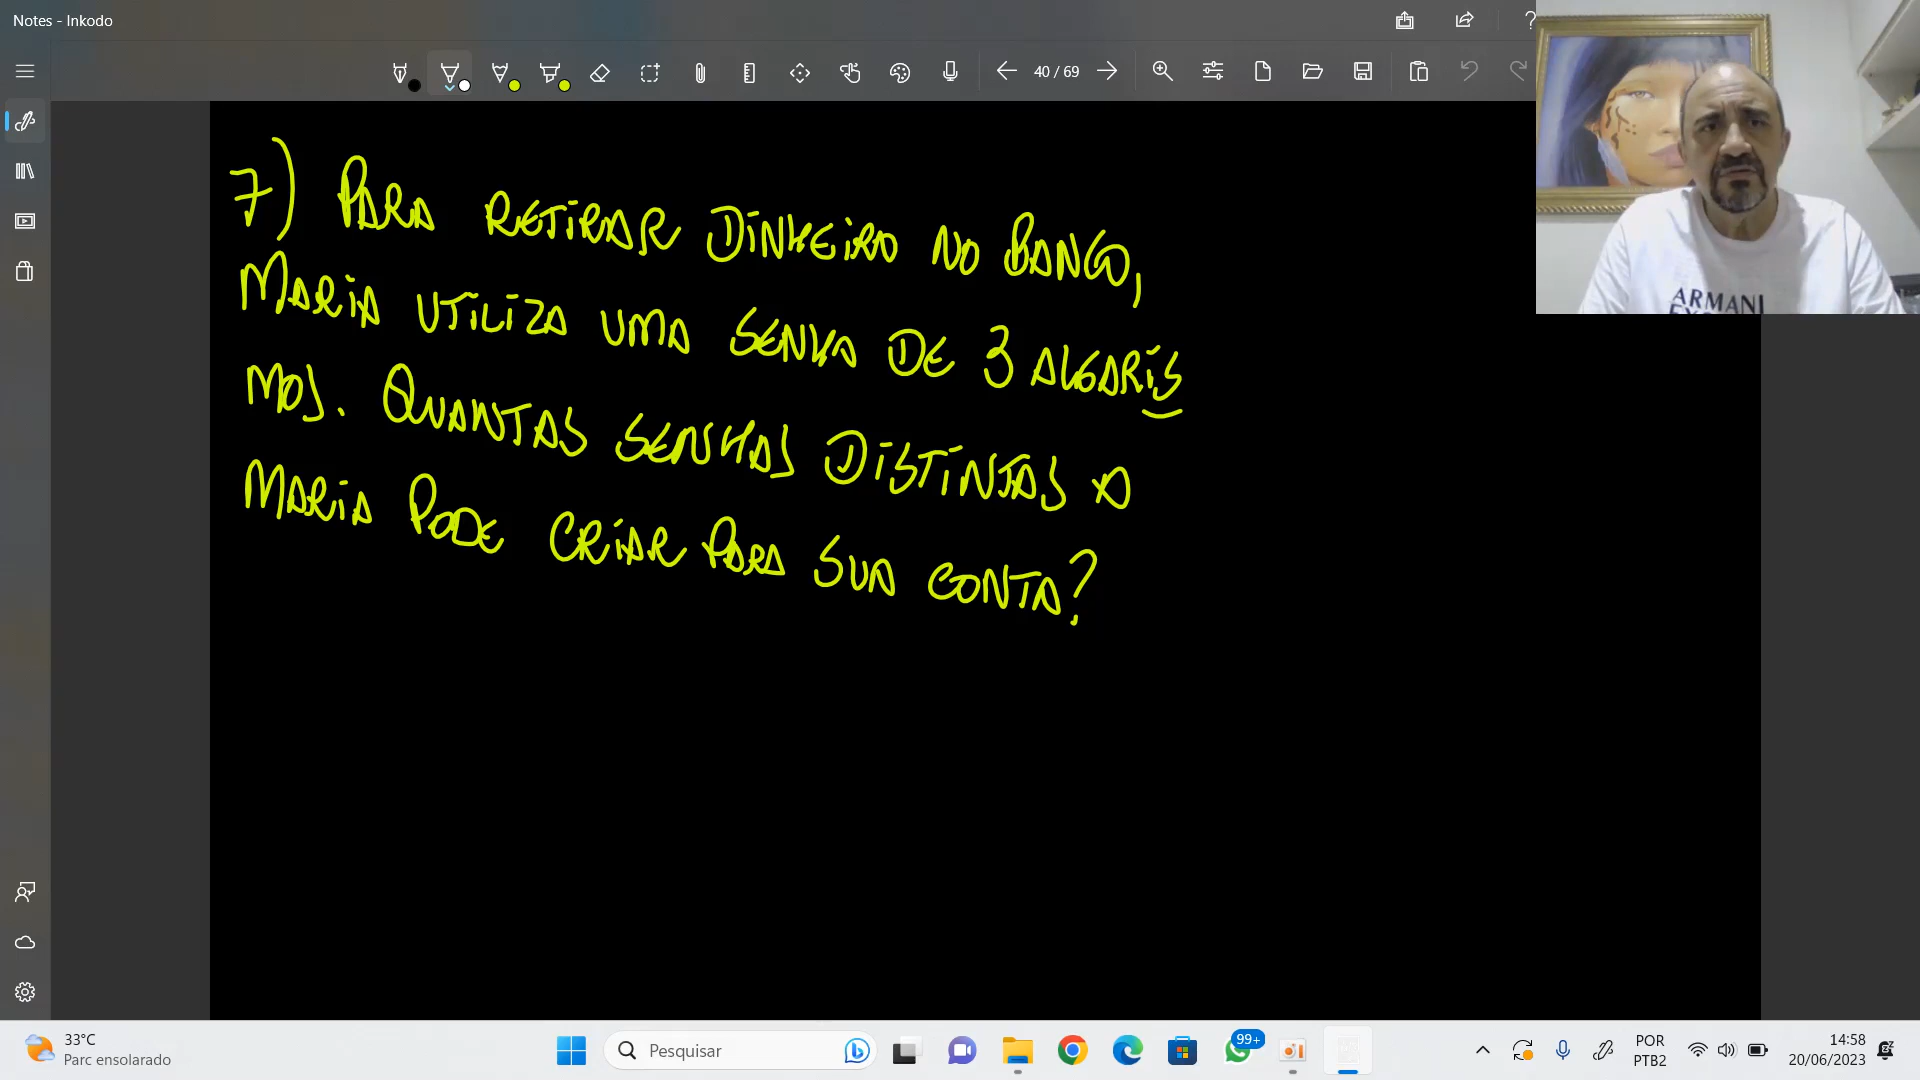 Notes - Inkodo
40 / 69
7) PARA RETIRAR DINHEIRO NO BANCO,
MARIA UTILIZA UMA SENHA DE 3 ALGARIS
MOS. QUANTAS SENHAS DISTINTAS A
MARIA PODE CRIAR PARA SUA CONTA?
ARMANI
33°C
Parc ensolarado
Pesquisar
99+
POR
PTB2
14:58
20/06/2023